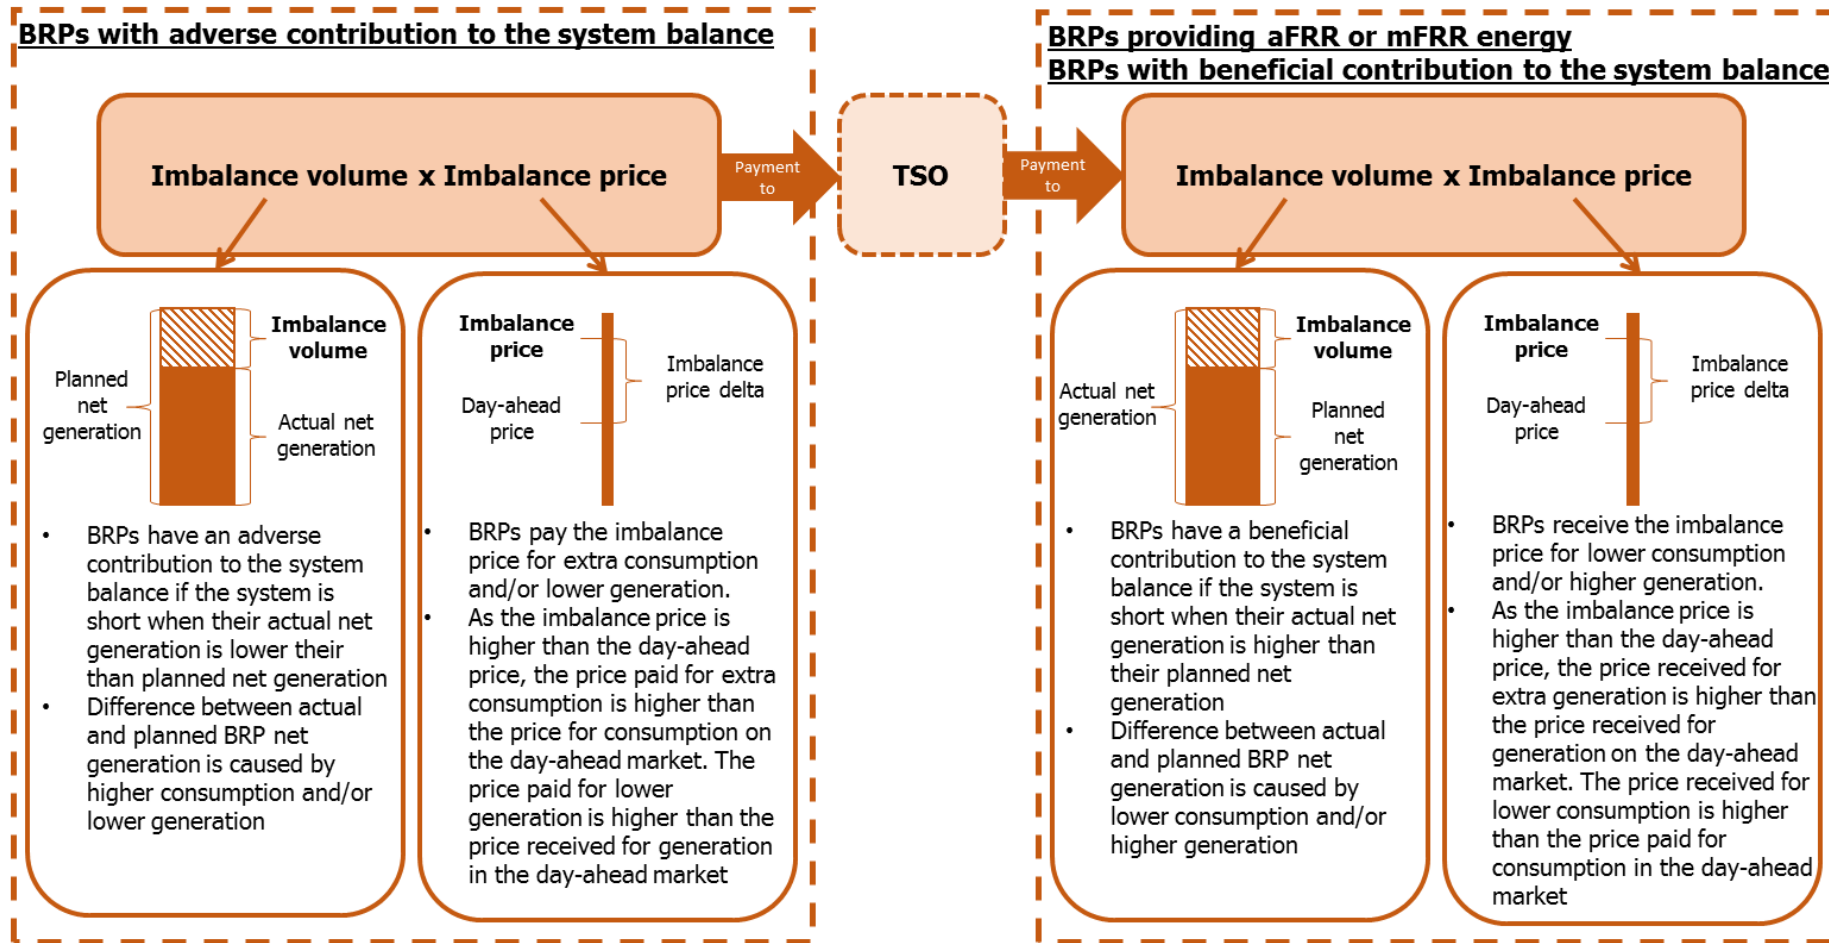 BRPs with adverse contribution to the system balance
Imbalance volume x Imbalance price
Payment
to
TSO
Payment
to
BRPs providing aFRR or mFRR energy
BRPs with beneficial contribution to the system balance
Imbalance volume x Imbalance price
Planned
net
generation
Imbalance
volume
Actual net
generation
• BRPs have an adverse
contribution to the system
balance if the system is
short when their actual net
generation is lower their
than planned net generation
• Difference between actual
and planned BRP net
generation is caused by
higher consumption and/or
lower generation
Imbalance
price
Day-ahead
price
Imbalance
price delta
• BRPs pay the imbalance
price for extra consumption
and/or lower generation.
• As the imbalance price is
higher than the day-ahead
price, the price paid for extra
consumption is higher than
the price for consumption on
the day-ahead market. The
price paid for lower
generation is higher than the
price received for generation
in the day-ahead market
Actual net
generation
Imbalance
volume
Planned
net
generation
• BRPs have a beneficial
contribution to the system
balance if the system is
short when their actual net
generation is higher than
their planned net
generation
• Difference between actual
and planned BRP net
generation is caused by
lower consumption and/or
higher generation
Imbalance
price
Day-ahead
price
Imbalance
price delta
• BRPs receive the imbalance
price for lower consumption
and/or higher generation.
• As the imbalance price is
higher than the day-ahead
price, the price received for
extra generation is higher than
the price received for
generation on the day-ahead
market. The price received for
lower consumption is higher
than the price paid for
consumption in the day-ahead
market